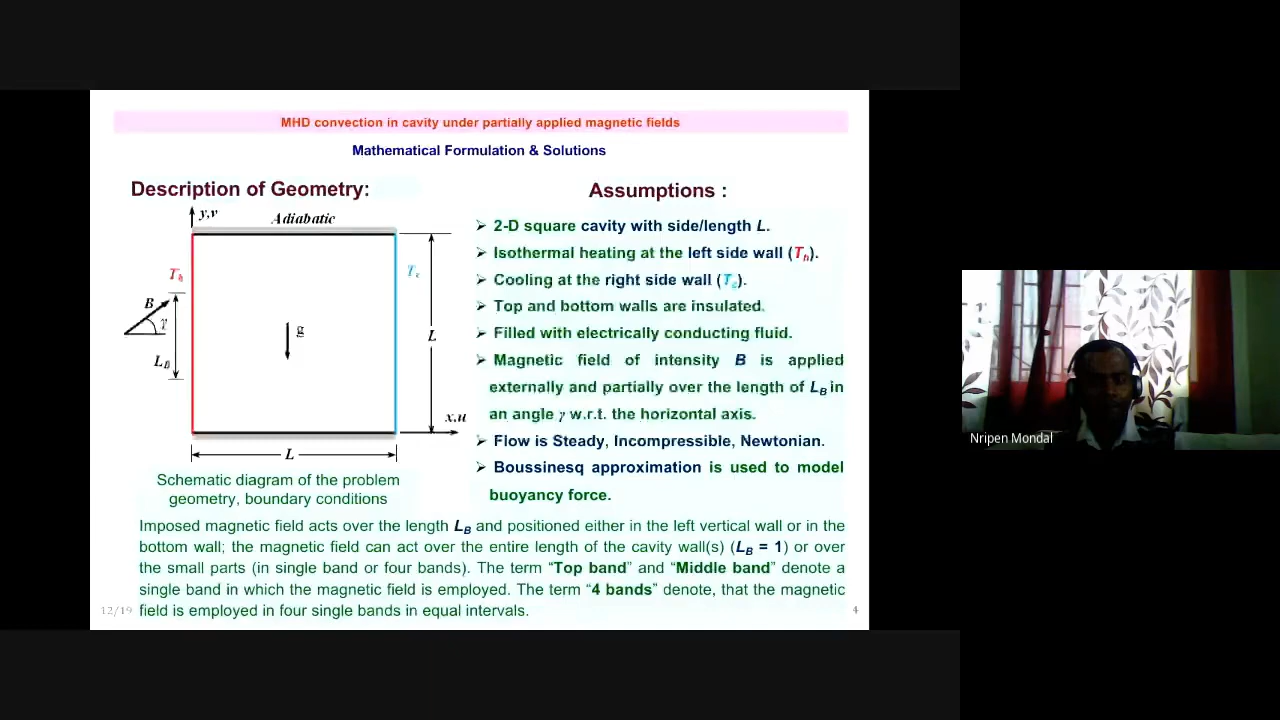 MHD convection in cavity under partially applied magnetic fields
Mathematical Formulation & Solutions
Description of Geometry:
y,v
Adiabatic
Th
Tc
B
γ
g
L
LB
x,u
L
Schematic diagram of the problem
geometry, boundary conditions
Assumptions :
➢ 2-D square cavity with side/length L.
➢ Isothermal heating at the left side wall (Th).
➢ Cooling at the right side wall (Tc).
➢ Top and bottom walls are insulated.
➢ Filled with electrically conducting fluid.
➢ Magnetic field of intensity B is applied
externally and partially over the length of LB in
an angle γ w.r.t. the horizontal axis.
➢ Flow is Steady, Incompressible, Newtonian.
➢ Boussinesq approximation is used to model
buoyancy force.
Imposed magnetic field acts over the length LB and positioned either in the left vertical wall or in the
bottom wall; the magnetic field can act over the entire length of the cavity wall(s) (LB = 1) or over
the small parts (in single band or four bands). The term “Top band” and “Middle band” denote a
single band in which the magnetic field is employed. The term “4 bands” denote, that the magnetic
field is employed in four single bands in equal intervals.
12/19
4
Nripen Mondal